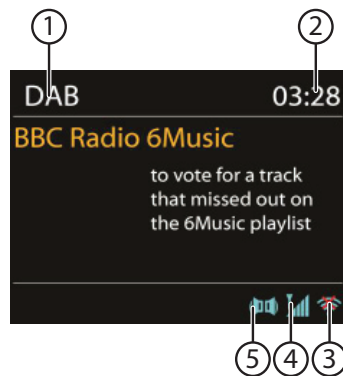 1 2
DAB 03:28
BBC Radio 6Music
to vote for a track
that missed out on
the 6Music playlist
5 4 3